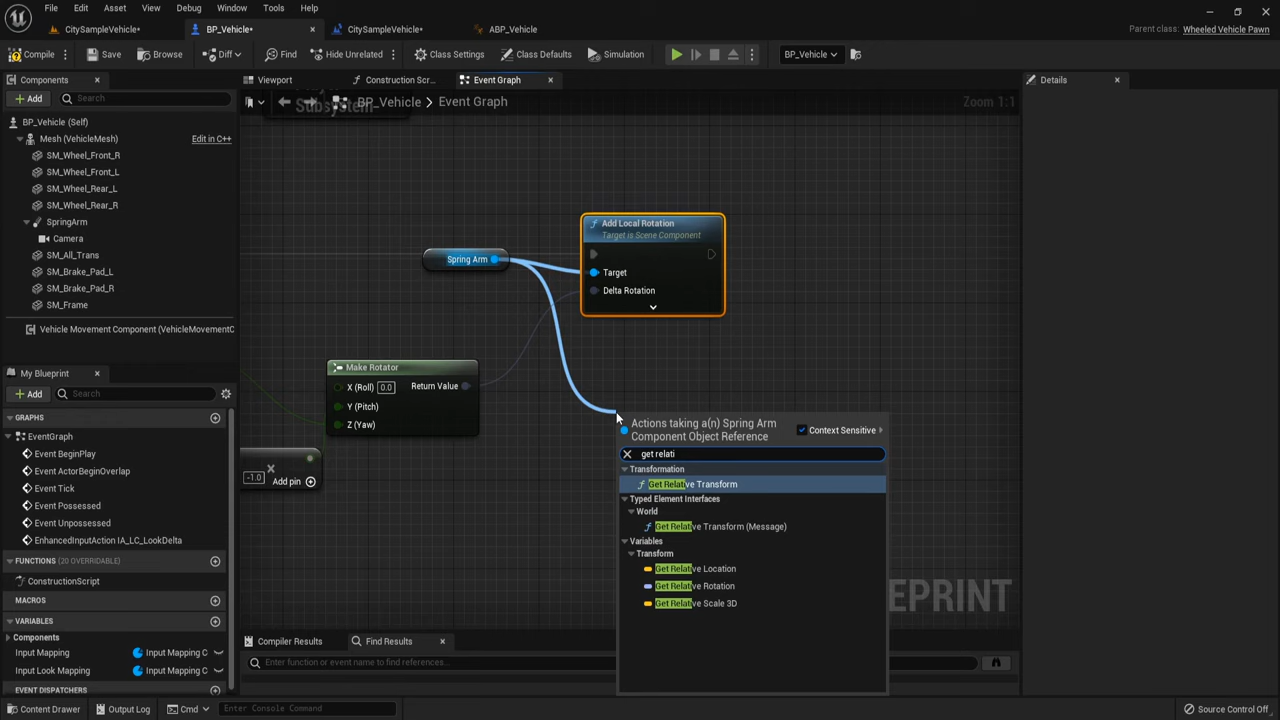 File Edit Asset View Debug Window Tools Help
CitySampleVehicle• BP_Vehicle• CitySampleVehicle• ABP_Vehicle Parent class: Wheeled Vehicle Pawn
Compile Save Browse Diff Find Hide Unrelated Class Settings Class Defaults Simulation BP_Vehicle
Components
Add Search
BP_Vehicle (Self)
Mesh (VehicleMesh) Edit in C++
SM_Wheel_Front_R
SM_Wheel_Front_L
SM_Wheel_Rear_L
SM_Wheel_Rear_R
SpringArm
Camera
SM_All_Trans
SM_Brake_Pad_L
SM_Brake_Pad_R
SM_Frame
Vehicle Movement Component (VehicleMovementC
My Blueprint
Add Search
GRAPHS
EventGraph
Event BeginPlay
Event ActorBeginOverlap
Event Tick
Event Possessed
Event Unpossessed
EnhancedInputAction IA_LC_LookDelta
FUNCTIONS (20 OVERRIDABLE)
ConstructionScript
MACROS
VARIABLES
Components
Input Mapping Input Mapping C
Input Look Mapping Input Mapping C
EVENT DISPATCHERS
Viewport Construction Scr... Event Graph
BP_Vehicle > Event Graph Zoom 1:1
Subsystem
Spring Arm
Add Local Rotation
Target is Scene Component
Target
Delta Rotation
Make Rotator
X (Roll) 0.0 Return Value
Y (Pitch)
Z (Yaw)
-1.0 Add pin
Actions taking a(n) Spring Arm
Component Object Reference
Context Sensitive
get relati
Transformation
Get Relative Transform
Typed Element Interfaces
World
Get Relative Transform (Message)
Variables
Transform
Get Relative Location
Get Relative Rotation
Get Relative Scale 3D
EPRINT
Compiler Results Find Results
Enter function or event name to find references...
Details
Content Drawer Output Log Cmd Enter Console Command Source Control Off